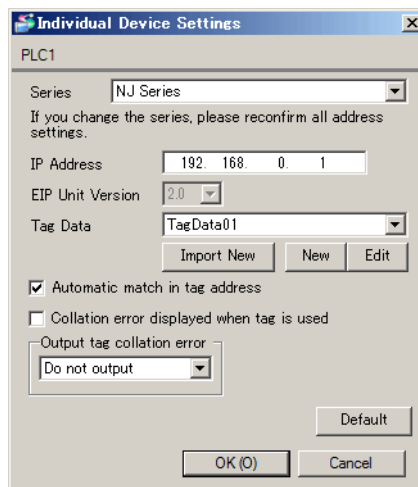 Individual Device Settings
PLC1
Series NJ Series
If you change the series, please reconfirm all address
settings.
IP Address 192. 168. 0. 1
EIP Unit Version 2.0
Tag Data TagData01
Import New New Edit
Automatic match in tag address
Collation error displayed when tag is used
Output tag collation error
Do not output
Default
OK(O) Cancel